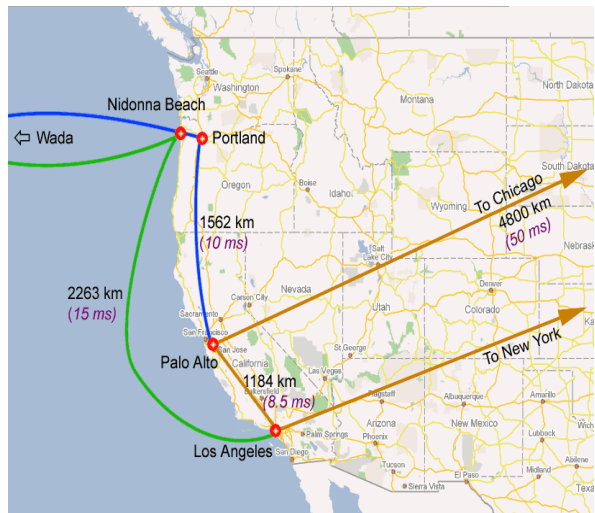 Seattle
Spokane
Washington
Montana
North Dakota
Nidonna Beach
⇦ Wada
Portland
South Dakota
Oregon
Boise
Idaho
Wyoming
To Chicago
4800 km
(50 ms)
1562 km
(10 ms)
Nebraska
Salt
Lake City
2263 km
(15 ms)
Nevada
Carson City
Utah
Denver
Colorado
Sacramento
San Francisco
San Jose
Palo Alto
California
St George
To New York
1184 km
(8.5 ms)
Las Vegas
Bakersfield
Flagstaff
Albuquerque
Amarillo
Los Angeles
Palm Springs
Arizona
Phoenix
New Mexico
Lubbock
San Diego
Tucson
El Paso
Midland
Abilene
Sierra Vista
Texa